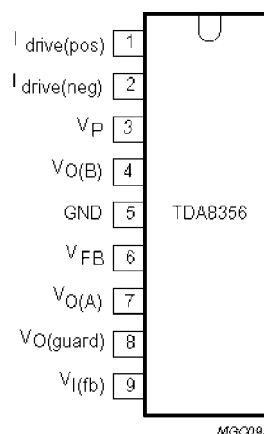 I drive(pos) 1
I drive(neg) 2
VP 3
VO(B) 4
GND 5
TDA8356
VFB 6
VO(A) 7
VO(guard) 8
VI(fb) 9